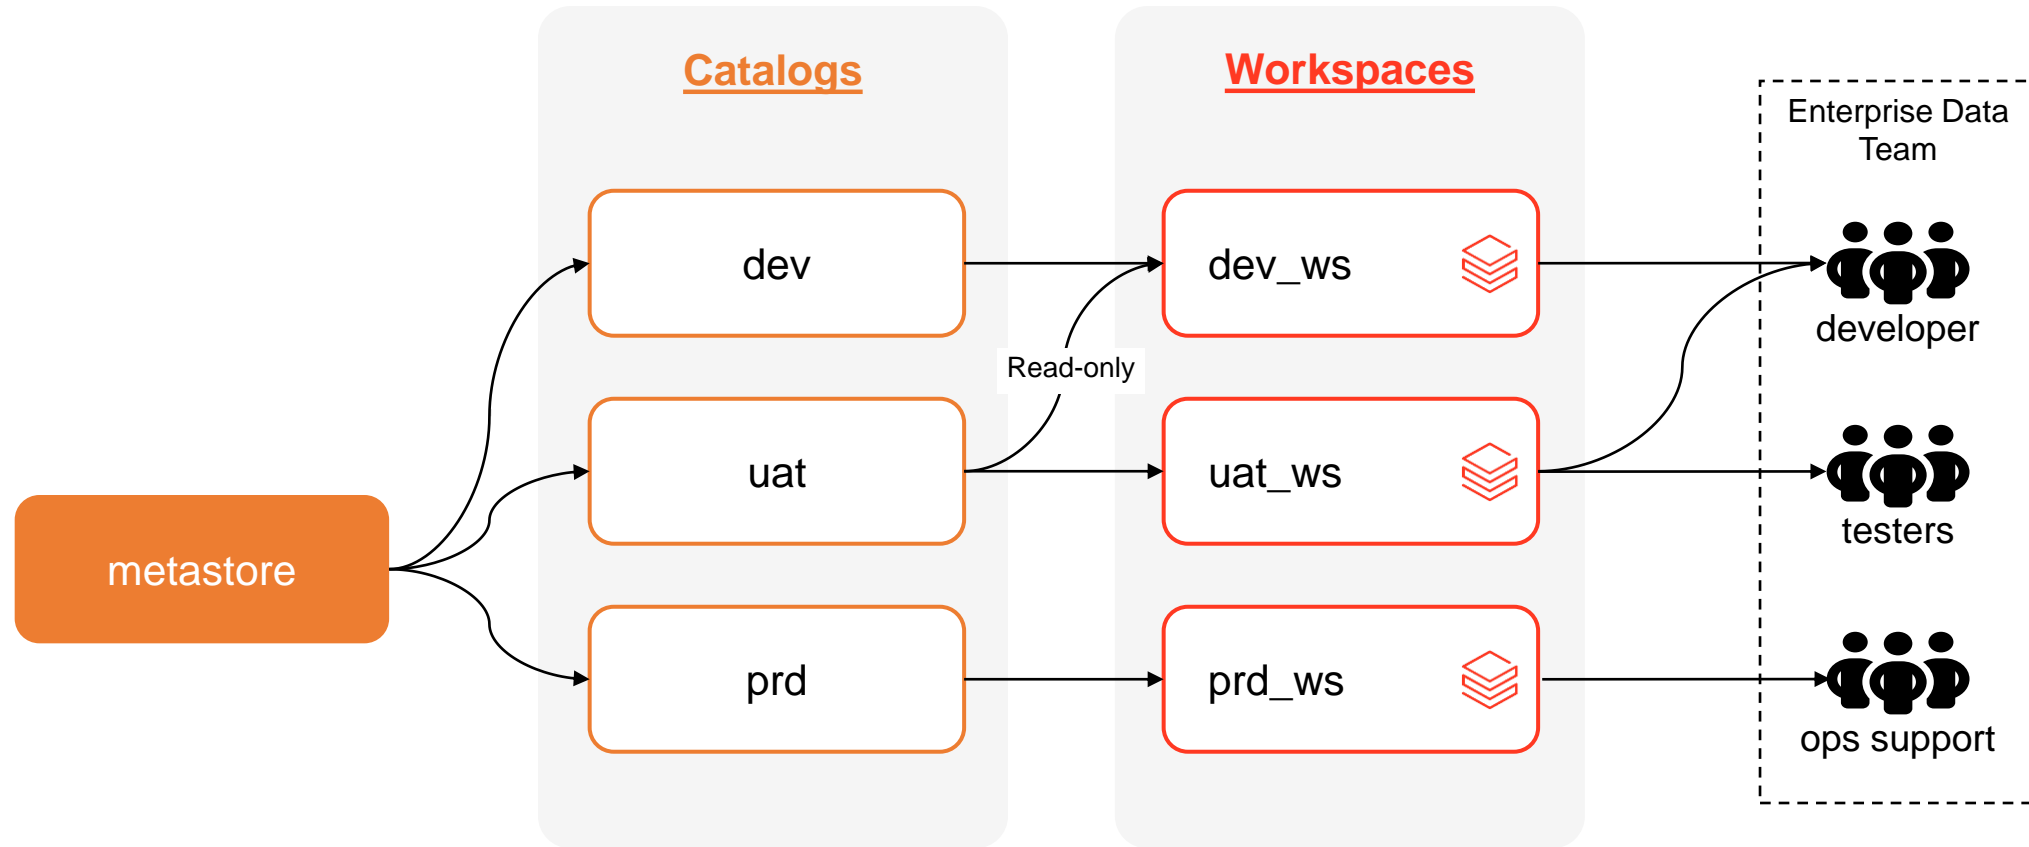 Catalogs
Workspaces
Enterprise Data
Team
dev
dev_ws
developer
Read-only
uat
uat_ws
testers
metastore
prd
prd_ws
ops support